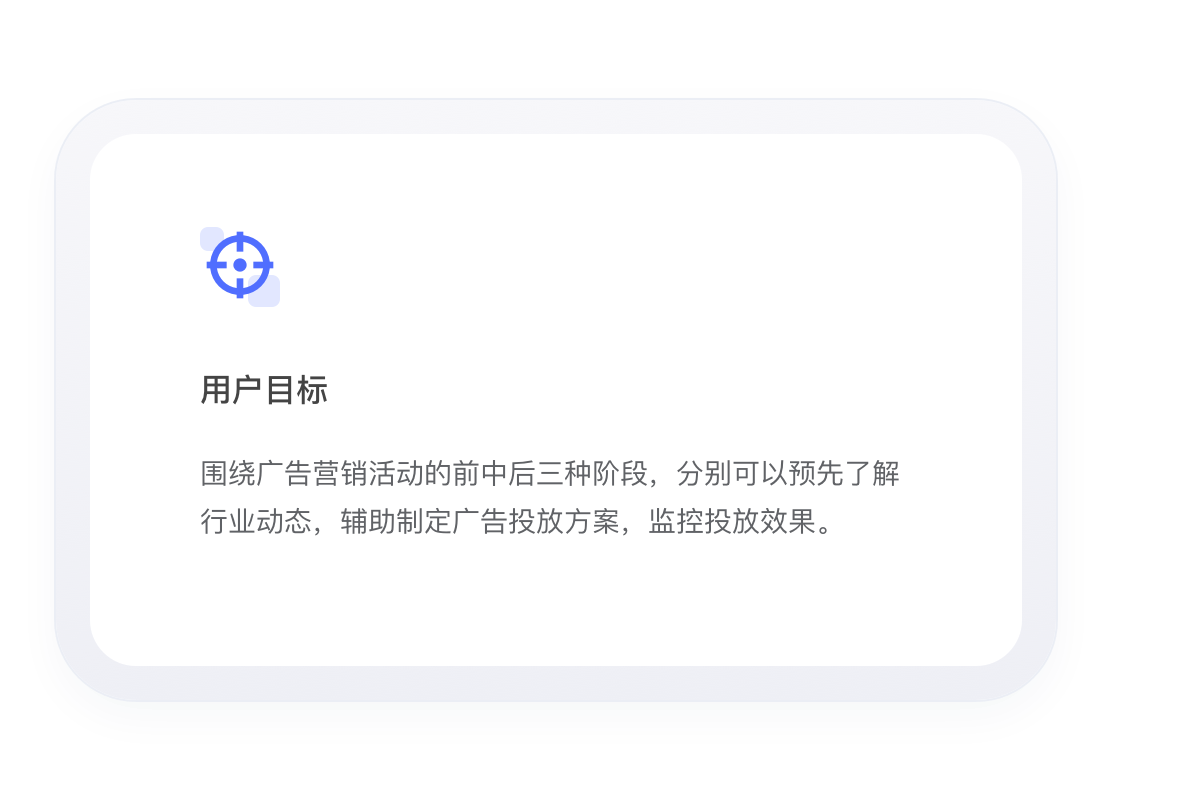 用户目标
围绕广告营销活动的前中后三种阶段，分别可以预先了解
行业动态，辅助制定广告投放方案，监控投放效果。